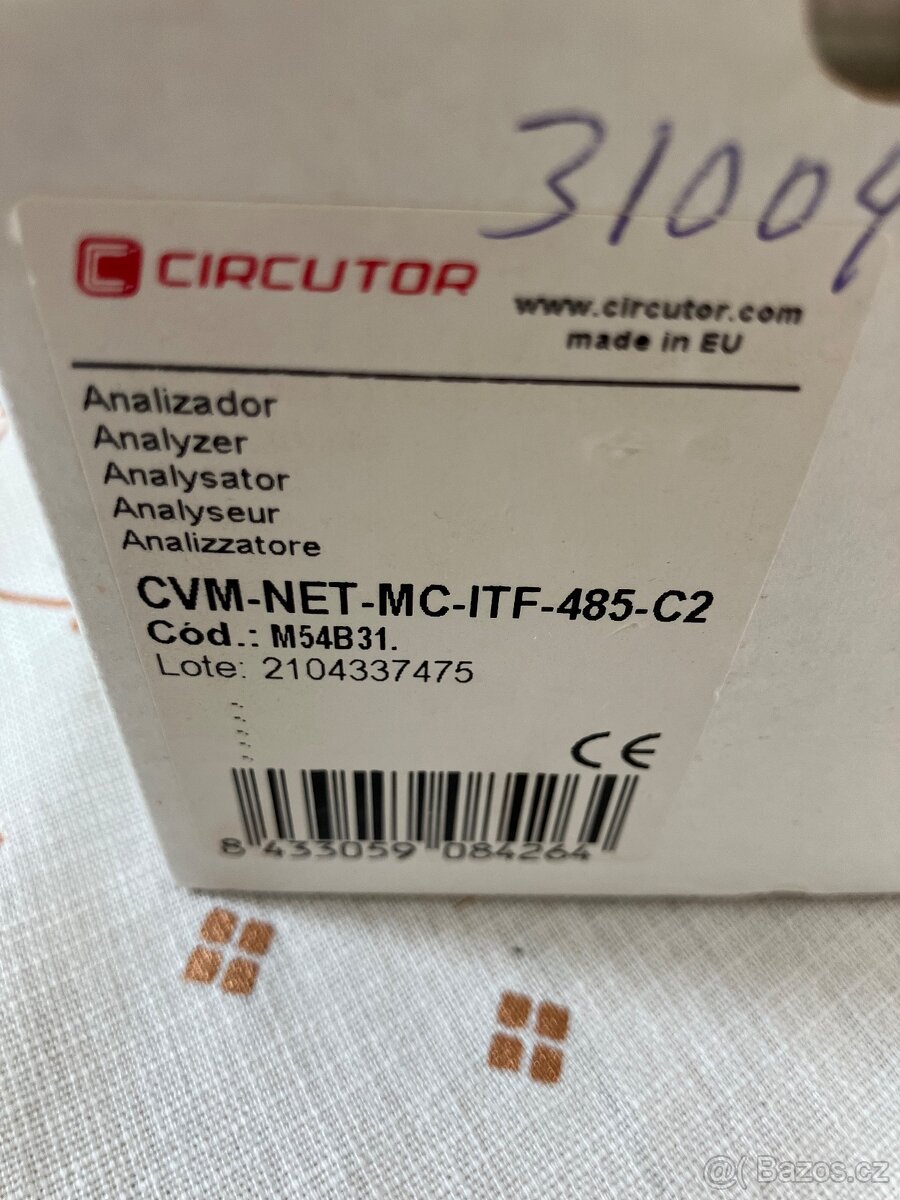 31004
CIRCUTOR
www.circutor.com
made in EU
Analizador
Analyzer
Analysator
Analyseur
Analizzatore
CVM-NET-MC-ITF-485-C2
Cód.: M54B31.
Lote: 2104337475
CE
8 433059 084264
@( Bazos.cz